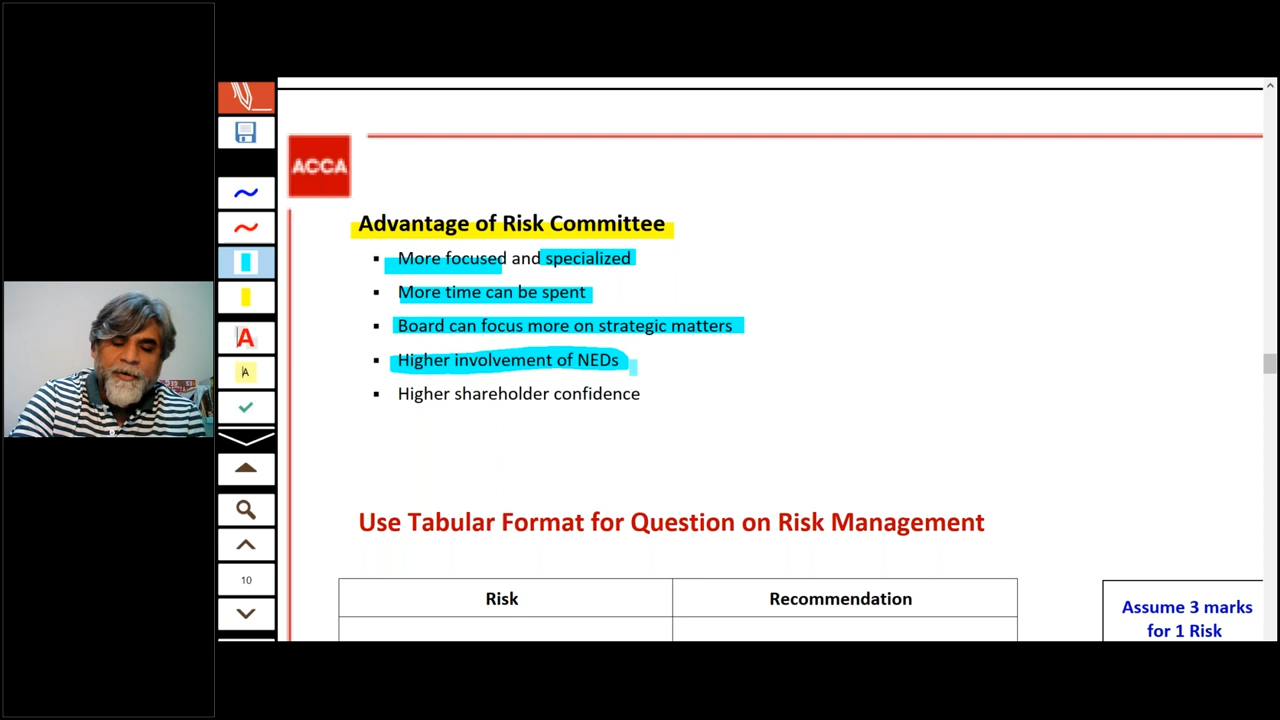 ACCA
Advantage of Risk Committee
▪ More focused and specialized
▪ More time can be spent
▪ Board can focus more on strategic matters
▪ Higher involvement of NEDs
▪ Higher shareholder confidence
Use Tabular Format for Question on Risk Management
Risk
Recommendation
Assume 3 marks
for 1 Risk
A
A
10